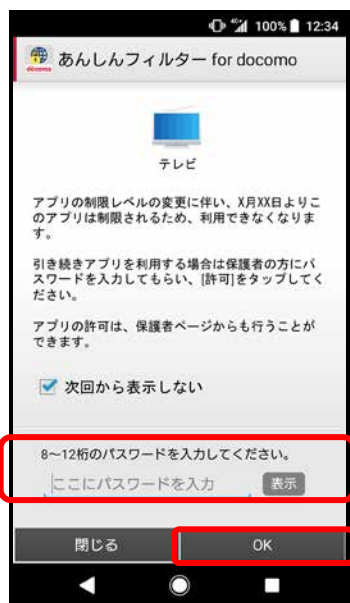 100% 12:34
docomo あんしんフィルター for docomo
テレビ
アプリの制限レベルの変更に伴い、X月XX日よりこ
のアプリは制限されるため、利用できなくなりま
す。
引き続きアプリを利用する場合は保護者の方にパ
スワードを入力してもらい、[許可]をタップしてく
ださい。
アプリの許可は、保護者ページからも行うことが
できます。
次回から表示しない
8〜12桁のパスワードを入力してください。
ここにパスワードを入力 表示
閉じる OK